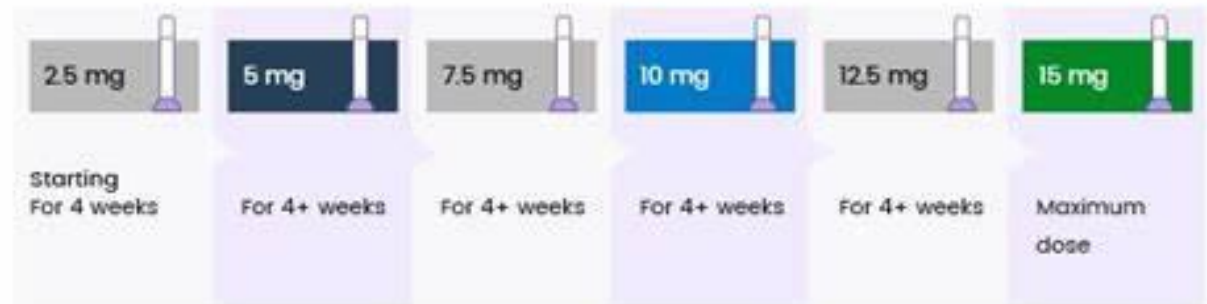 2.5 mg
5 mg
7.5 mg
10 mg
12.5 mg
15 mg
Starting
For 4 weeks
For 4+ weeks
For 4+ weeks
For 4+ weeks
For 4+ weeks
Maximum
dose